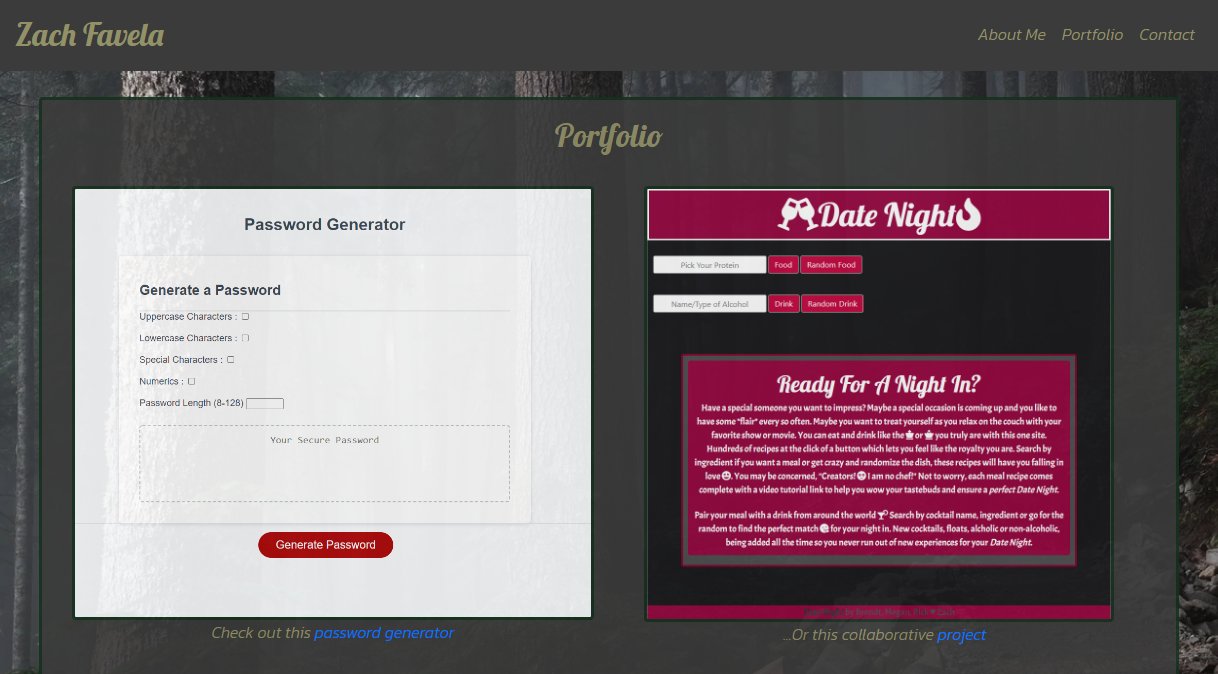 Zach Favela
About Me Portfolio Contact
Portfolio
Password Generator
Generate a Password
Uppercase Characters :
Lowercase Characters :
Special Characters :
Numerics :
Password Length (8-128)
Your Secure Password
Generate Password
Check out this password generator
Date Night
Pick Your Protein Food Random Food
Name/Type of Alcohol Drink Random Drink
Ready For A Night In?
Have a special someone you want to impress? Maybe a special occasion is coming up and you like to
have some "flair" every so often. Maybe you want to treat yourself as you relax on the couch with your
favorite show or movie. You can eat and drink like the or you truly are with this one site.
Hundreds of recipes at the click of a button which lets you feel like the royalty you are. Search by
ingredient if you want a meal or get crazy and randomize the dish, these recipes will have you falling in
love. You may be concerned, "Creators! I am no chef!" Not to worry, each meal recipe comes
complete with a video tutorial link to help you wow your tastebuds and ensure a perfect Date Night.
Pair your meal with a drink from around the world Search by cocktail name, ingredient or go for the
random to find the perfect match for your night in. New cocktails, floats, alcholic or non-alcoholic,
being added all the time so you never run out of new experiences for your Date Night.
...Or this collaborative project